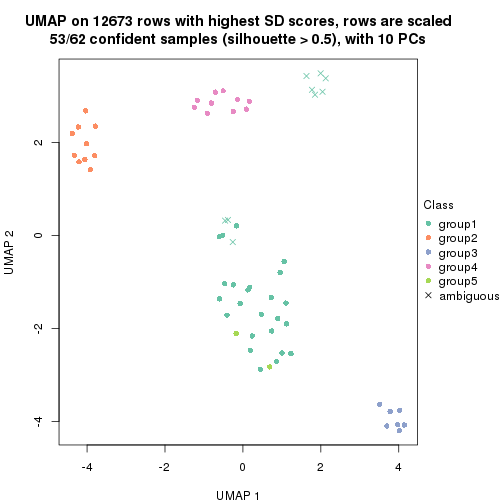 UMAP on 12673 rows with highest SD scores, rows are scaled
53/62 confident samples (silhouette > 0.5), with 10 PCs
2
0
-2
-4
UMAP 2
-4
-2
0
2
4
UMAP 1
Class
group1
group2
group3
group4
group5
ambiguous